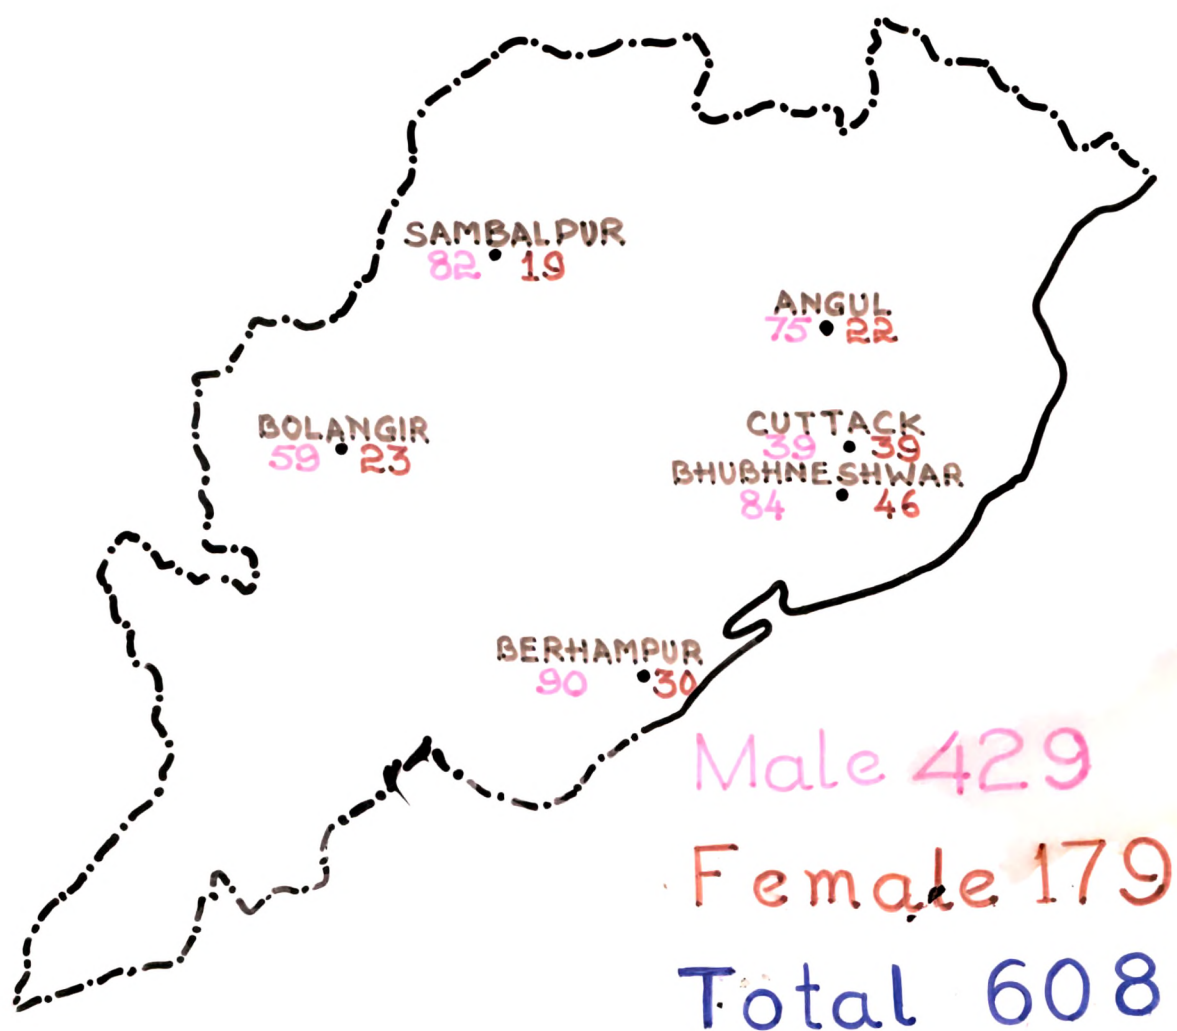 SAMBALPUR
82 19
ANGUL
75 22
BOLANGIR
59 23
CUTTACK
39 39
BHUBHNESHWAR
84 46
BERHAMPUR
90 30
Male 429
Female 179
Total 608